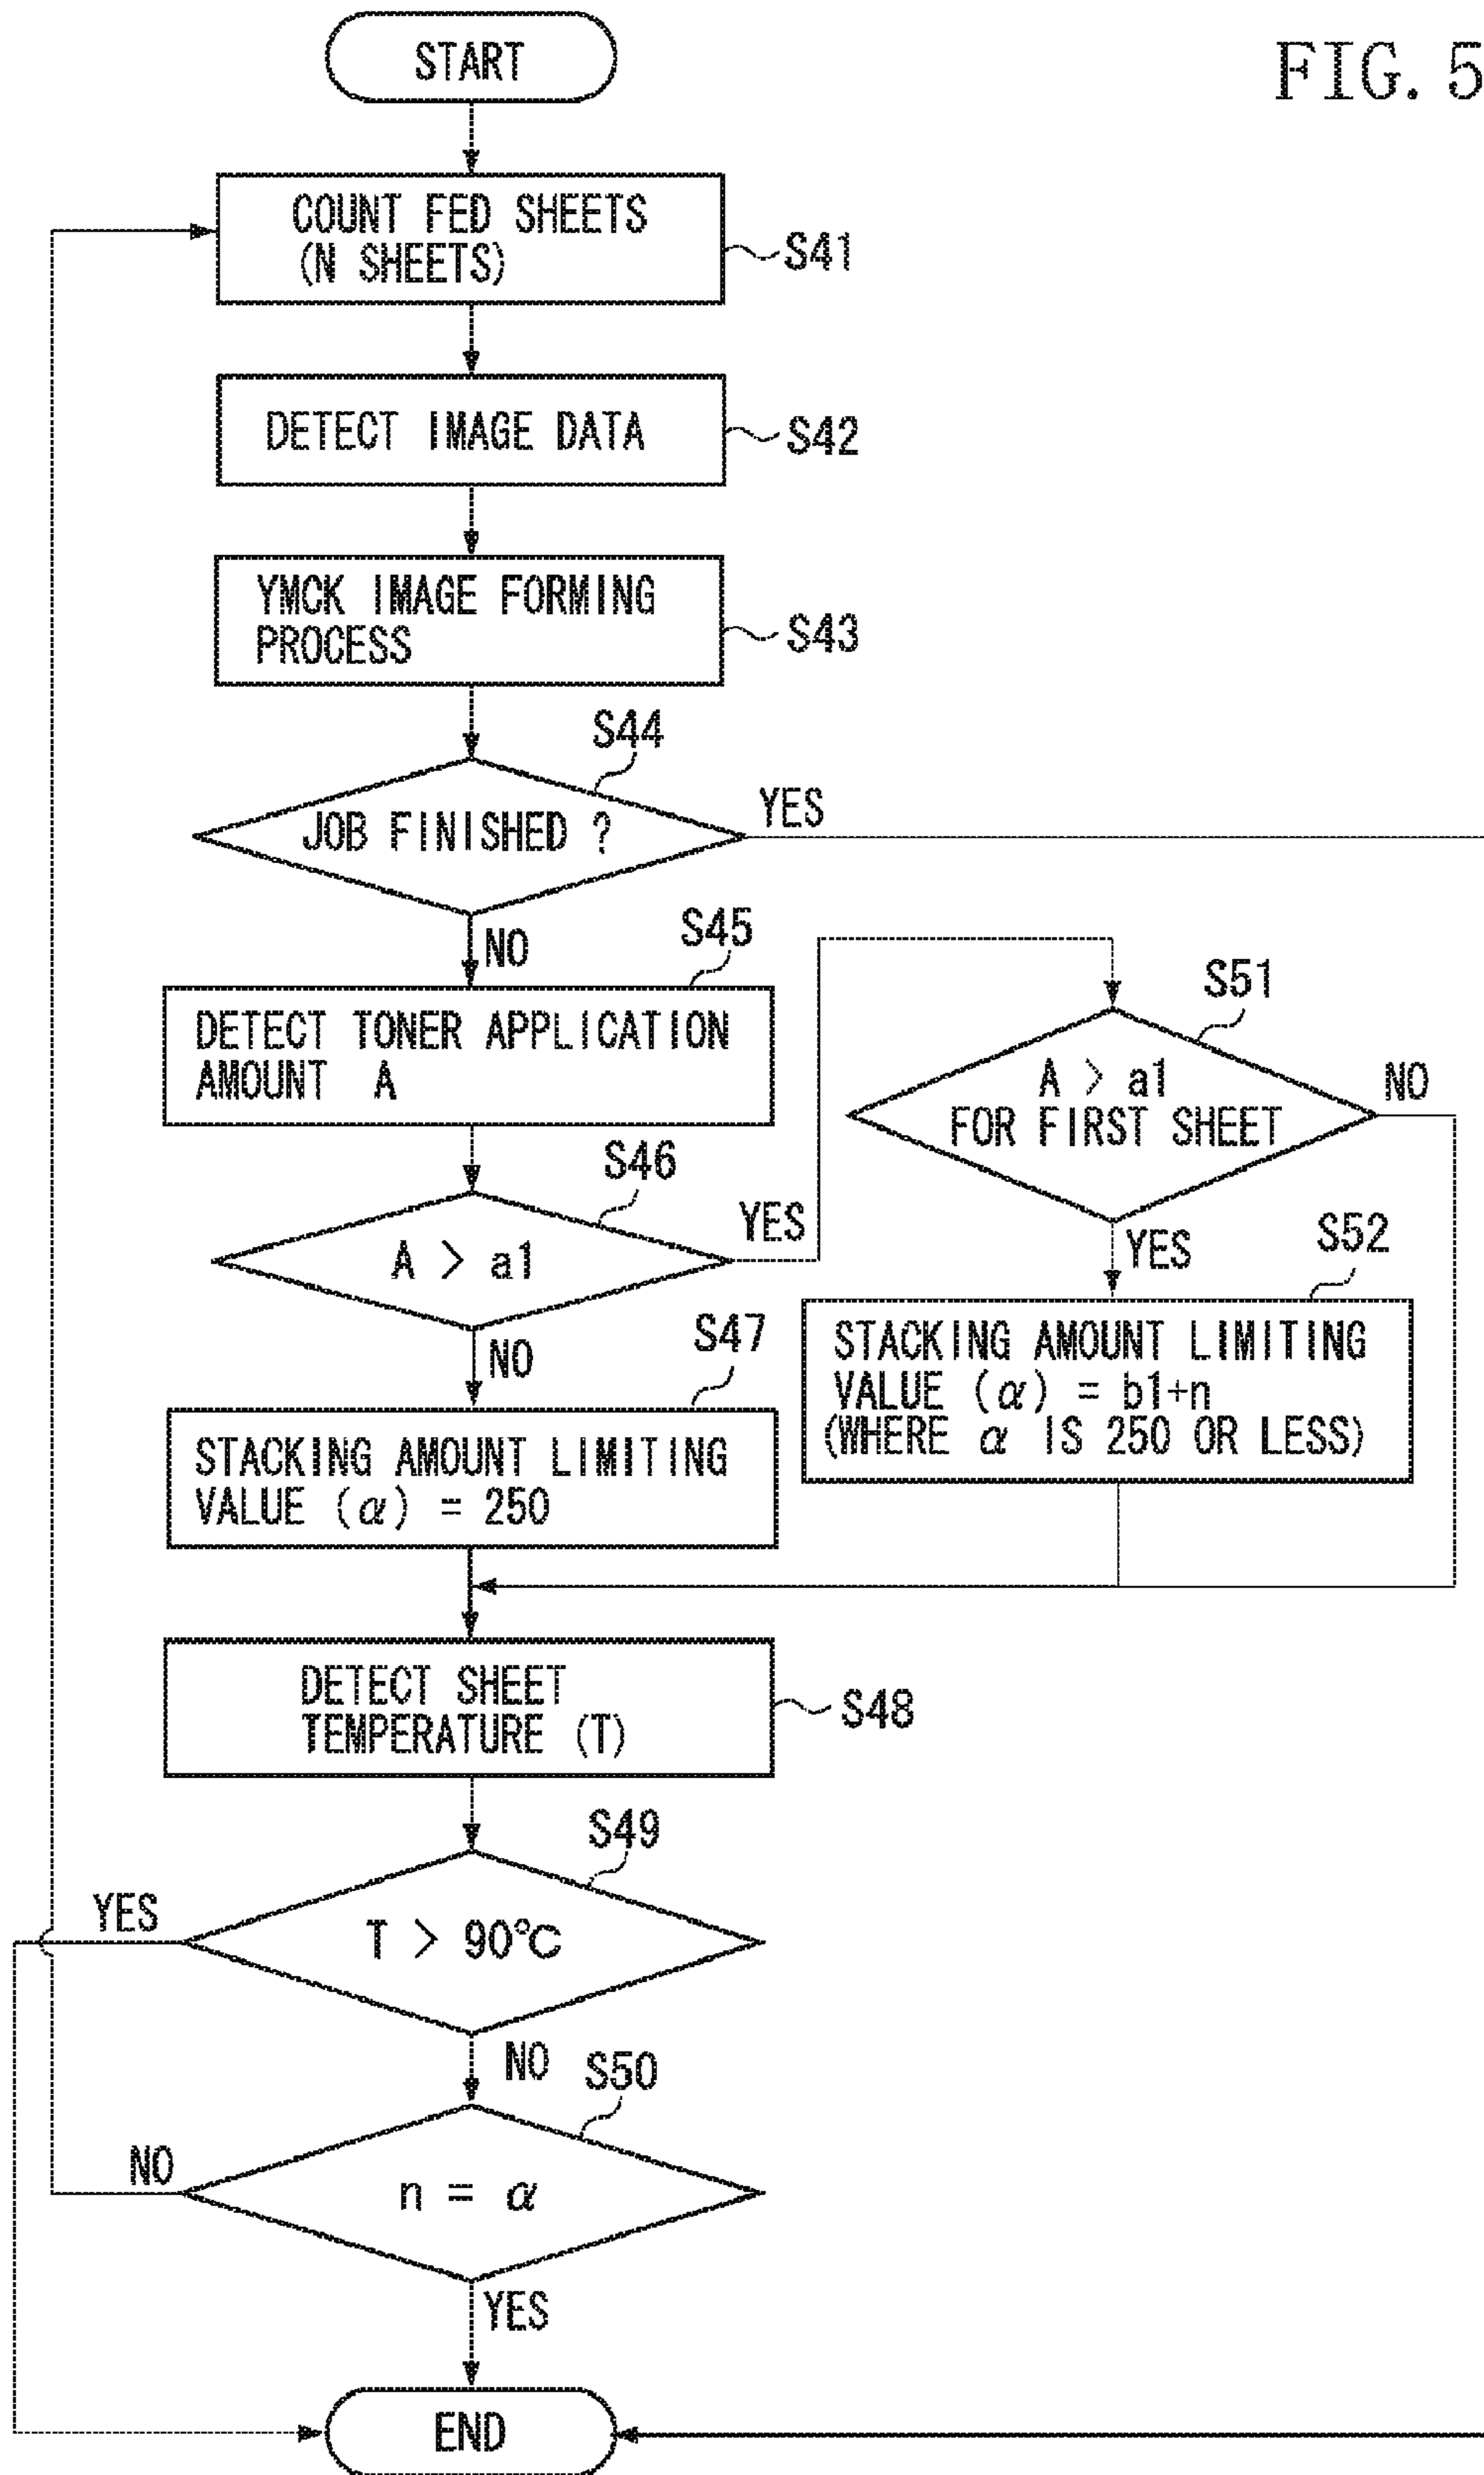 FIG. 5
START
COUNT FED SHEETS
(N SHEETS)
S41
DETECT IMAGE DATA
S42
YMCK IMAGE FORMING
PROCESS
S43
S44
JOB FINISHED ?
YES
NO
S45
DETECT TONER APPLICATION
AMOUNT A
S46
A > a1
YES
NO
S51
A > a1
FOR FIRST SHEET
NO
YES
S52
STACKING AMOUNT LIMITING
VALUE (α) = b1+n
(WHERE α IS 250 OR LESS)
S47
STACKING AMOUNT LIMITING
VALUE (α) = 250
DETECT SHEET
TEMPERATURE (T)
S48
S49
YES
T > 90°C
NO
S50
NO
n = α
YES
END